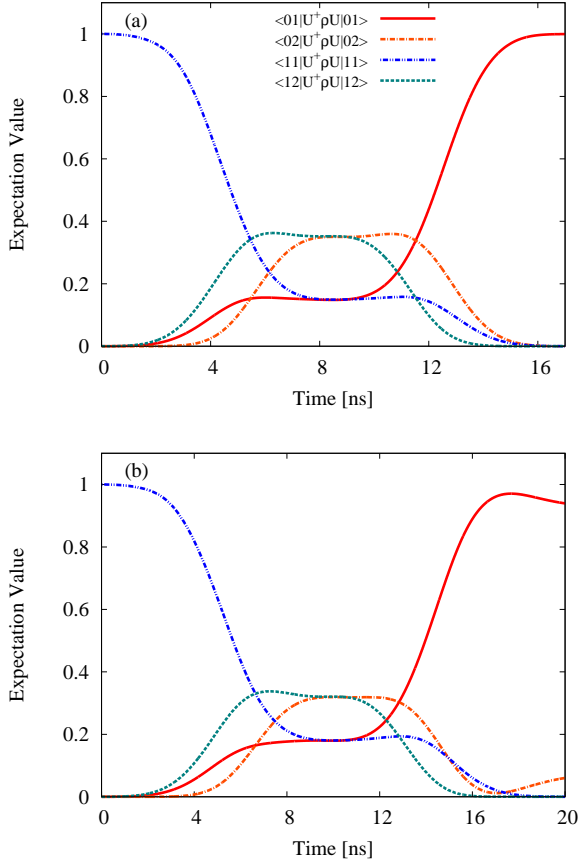 (a)
<01|U⁺ρU|01>
<02|U⁺ρU|02>
<11|U⁺ρU|11>
<12|U⁺ρU|12>
Expectation Value
1
0.8
0.6
0.4
0.2
0
0 4 8 12 16
Time [ns]
(b)
Expectation Value
1
0.8
0.6
0.4
0.2
0
0 4 8 12 16 20
Time [ns]